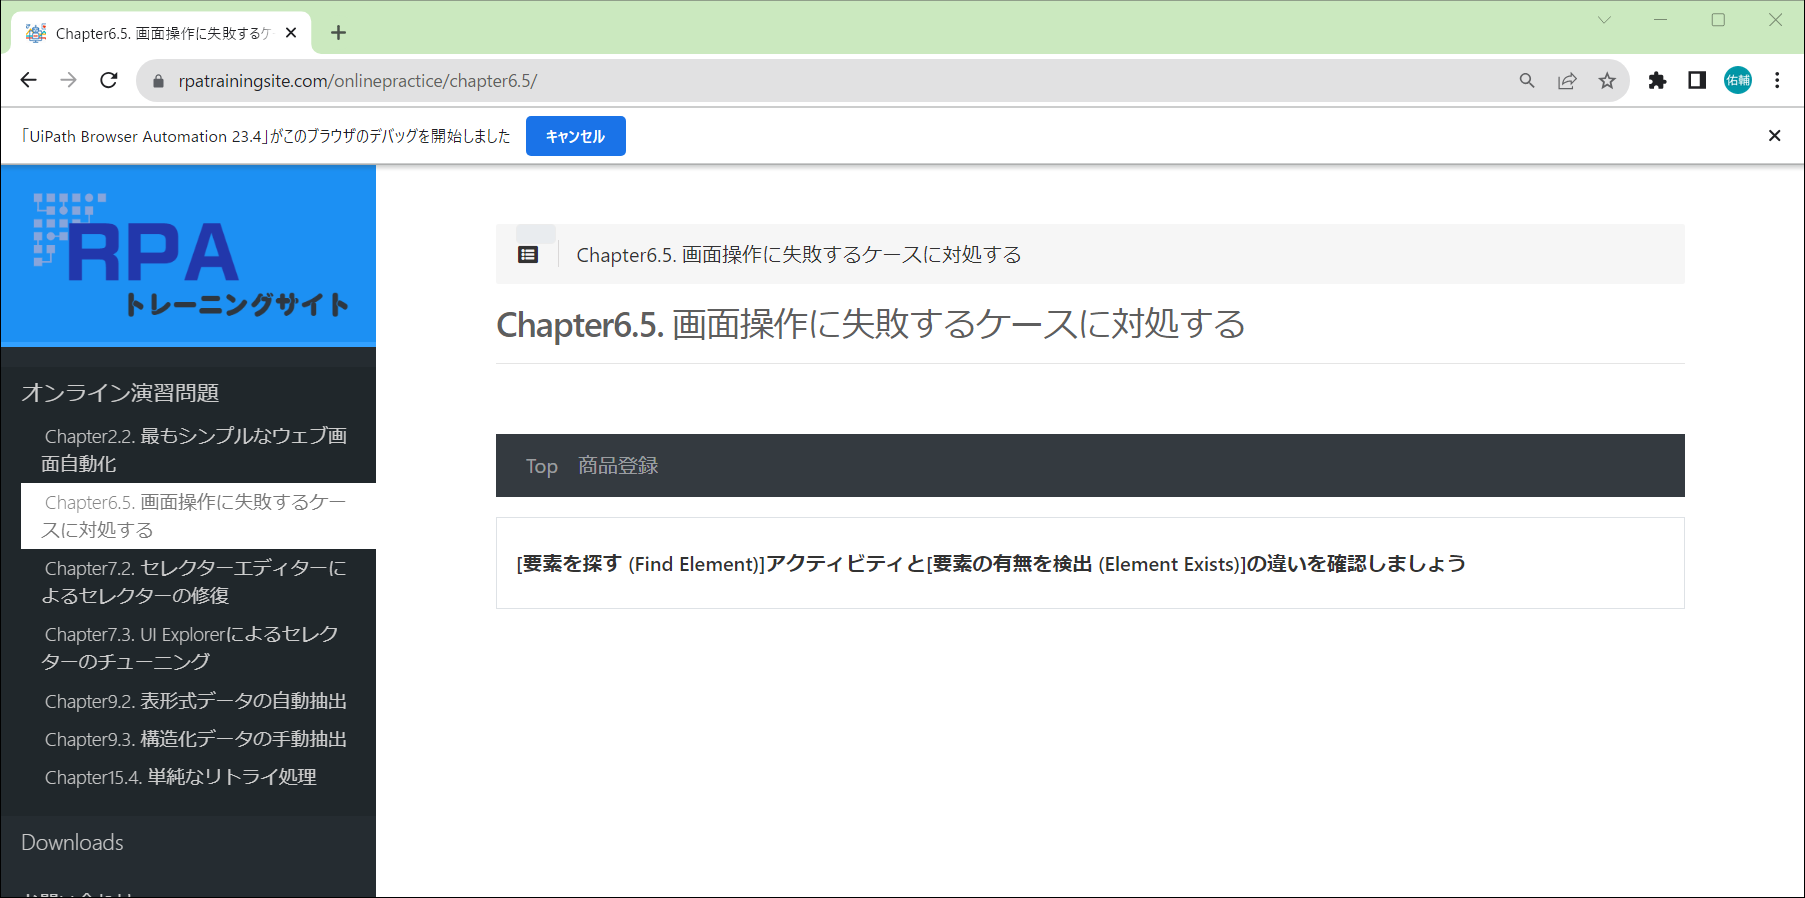 Chapter6.5. 画面操作に失敗するケ
rpatrainingsite.com/onlinepractice/chapter6.5/
佑輔
「UiPath Browser Automation 23.4」がこのブラウザのデバッグを開始しました
キャンセル
RPA
トレーニングサイト
オンライン演習問題
Chapter2.2. 最もシンプルなウェブ画
面自動化
Chapter6.5. 画面操作に失敗するケー
スに対処する
Chapter7.2. セレクターエディターに
よるセレクターの修復
Chapter7.3. UI Explorerによるセレク
ターのチューニング
Chapter9.2. 表形式データの自動抽出
Chapter9.3. 構造化データの手動抽出
Chapter15.4. 単純なリトライ処理
Downloads
Chapter6.5. 画面操作に失敗するケースに対処する
Chapter6.5. 画面操作に失敗するケースに対処する
Top 商品登録
[要素を探す (Find Element)]アクティビティと[要素の有無を検出 (Element Exists)]の違いを確認しましょう